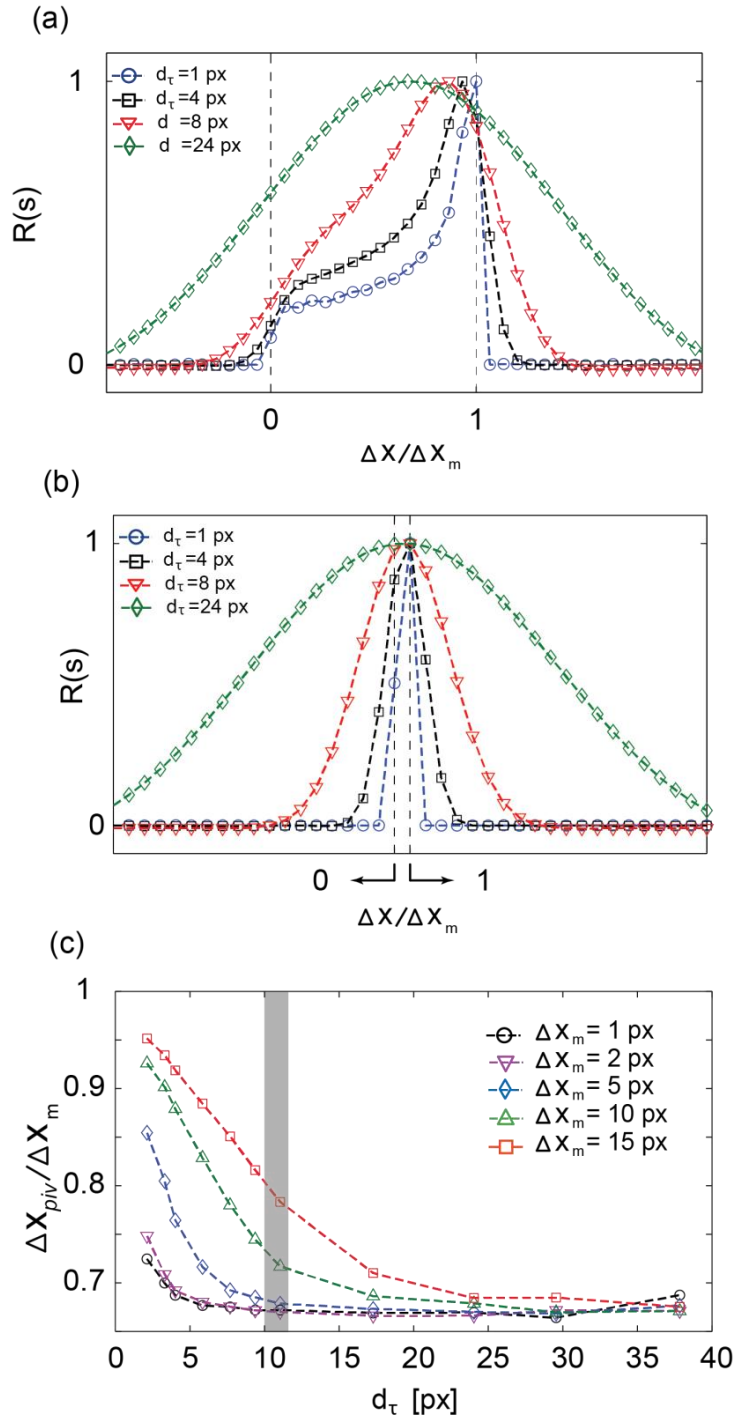 (a)
1
dτ=1 px
dτ=4 px
d =8 px
d =24 px
R(s)
0
0 1
ΔX/ΔXm
(b)
1
dτ=1 px
dτ=4 px
dτ=8 px
dτ=24 px
R(s)
0
0 1
ΔX/ΔXm
(c)
1
0.9
0.8
0.7
ΔXpiv/ΔXm
ΔXm= 1 px
ΔXm= 2 px
ΔXm= 5 px
ΔXm= 10 px
ΔXm= 15 px
0 5 10 15 20 25 30 35 40
dτ [px]